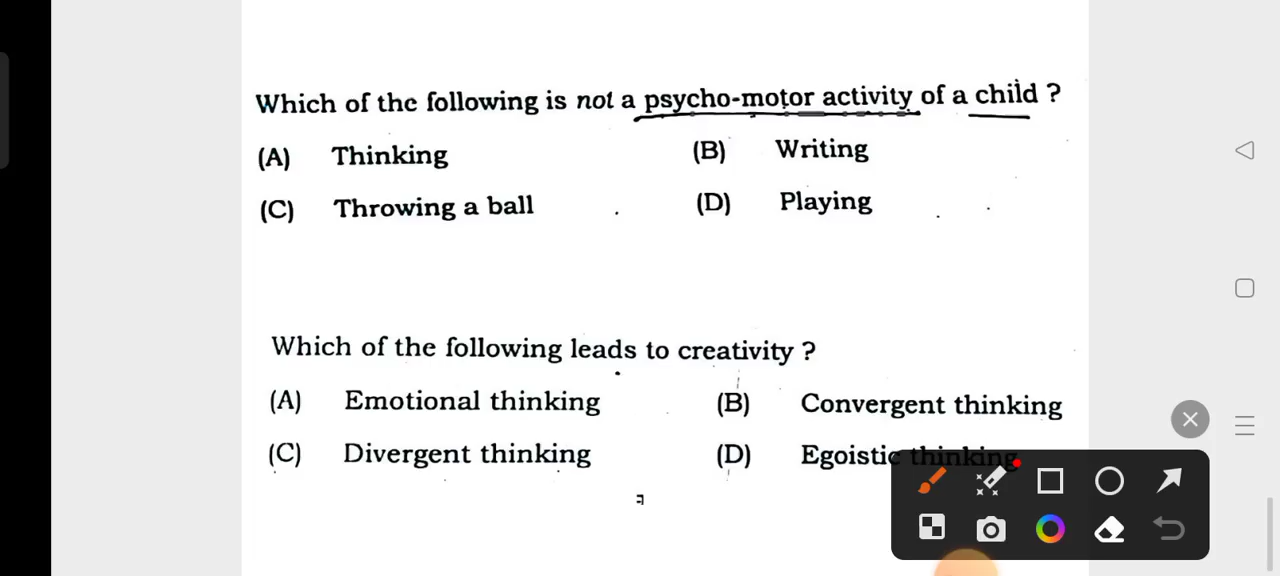 Which of the following is not a psycho-motor activity of a child ?
(A) Thinking (B) Writing
(C) Throwing a ball (D) Playing
Which of the following leads to creativity ?
(A) Emotional thinking (B) Convergent thinking
(C) Divergent thinking (D) Egoistic thinking